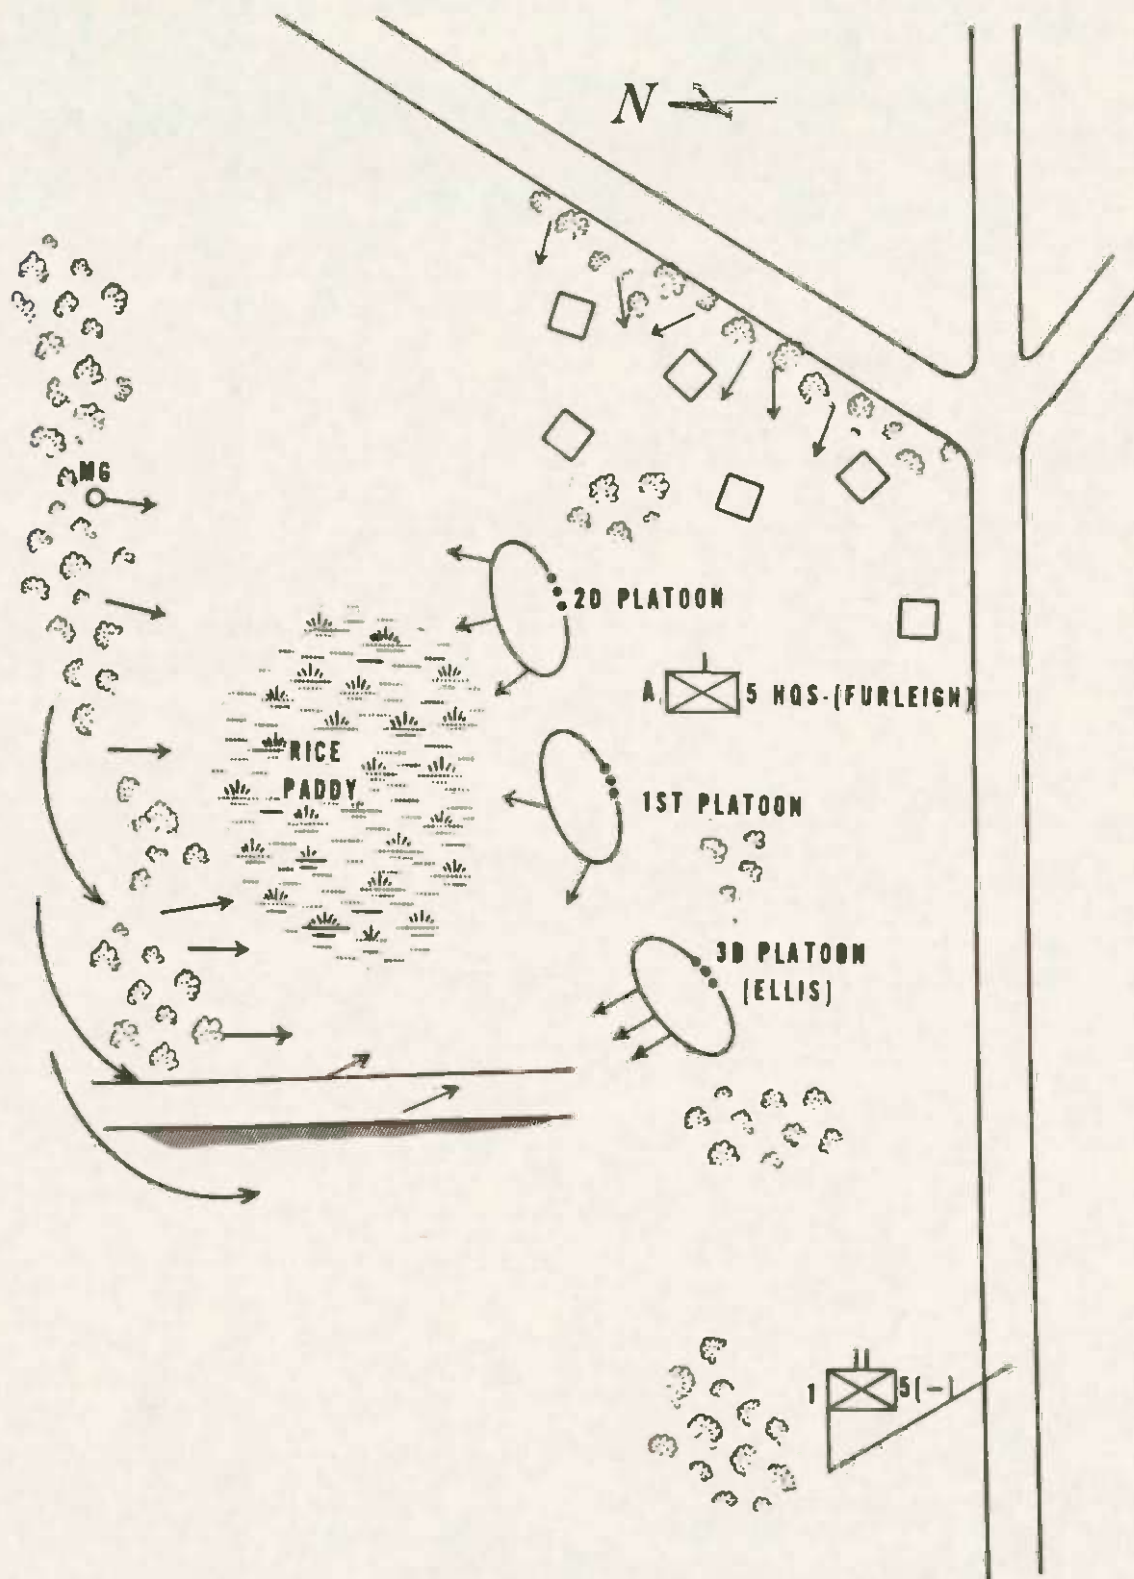 N
MG
2D PLATOON
A 5 HQS-(FURLEIGH)
RICE
PADDY
1ST PLATOON
3D PLATOON
(ELLIS)
1 5(-)